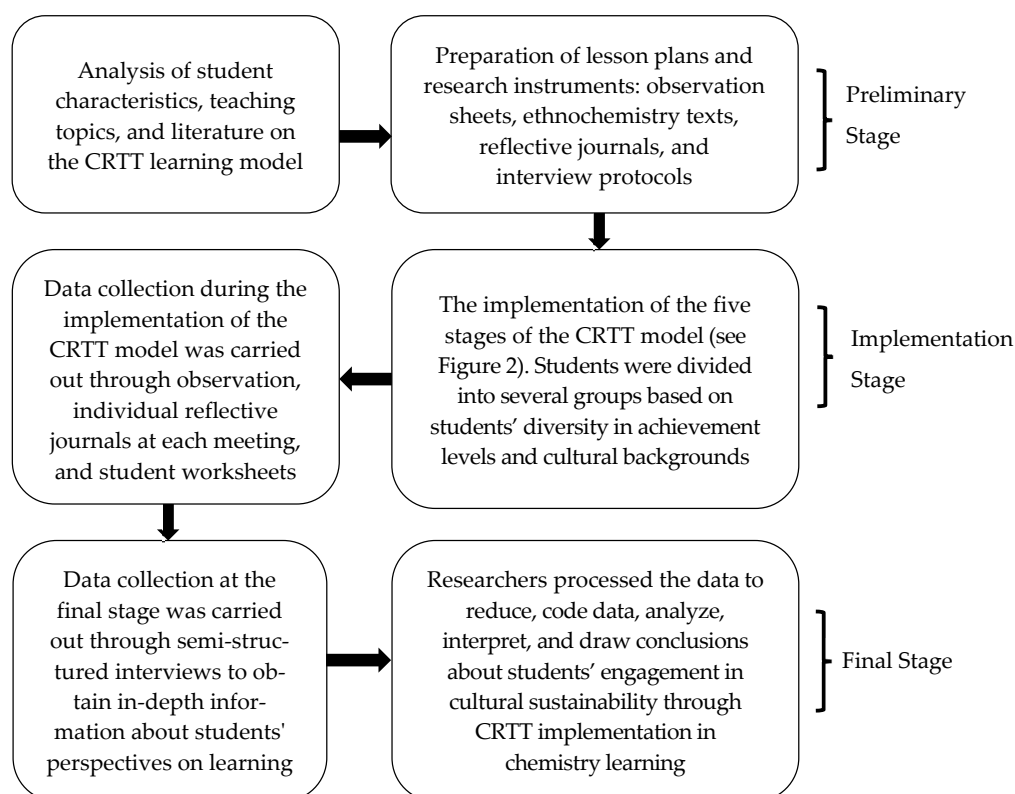 Analysis of student
characteristics, teaching
topics, and literature on
the CRTT learning model
Preparation of lesson plans and
research instruments: observation
sheets, ethnochemistry texts,
reflective journals, and
interview protocols
Preliminary
Stage
Data collection during the
implementation of the
CRTT model was carried
out through observation,
individual reflective
journals at each meeting,
and student worksheets
The implementation of the five
stages of the CRTT model (see
Figure 2). Students were divided
into several groups based on
students’ diversity in achievement
levels and cultural backgrounds
Implementation
Stage
Data collection at the
final stage was carried
out through semi-struc-
tured interviews to ob-
tain in-depth infor-
mation about students'
perspectives on learning
Researchers processed the data to
reduce, code data, analyze,
interpret, and draw conclusions
about students’ engagement in
cultural sustainability through
CRTT implementation in
chemistry learning
Final Stage